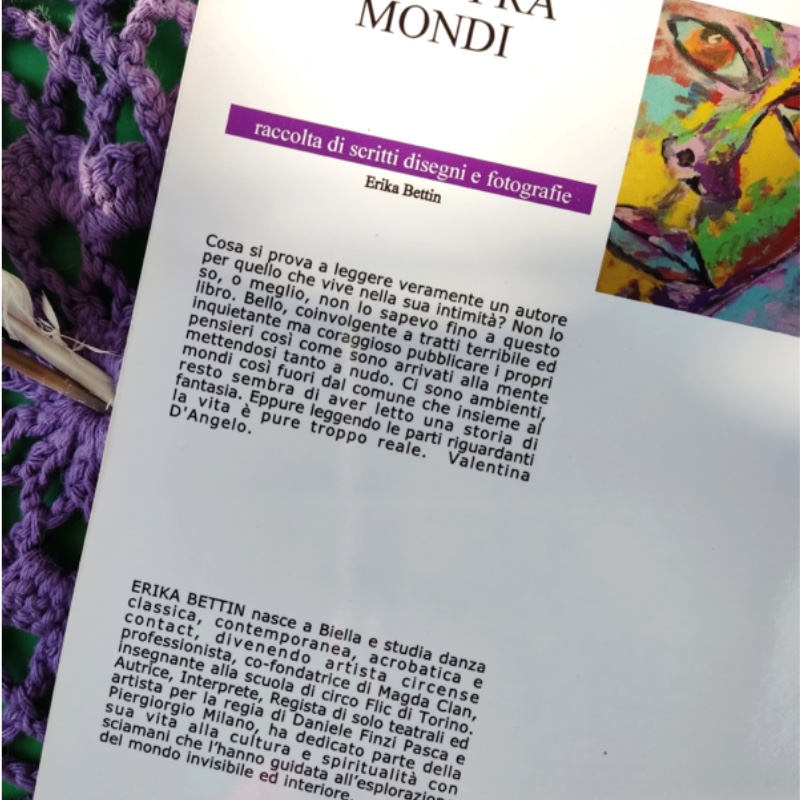 TRA
MONDI
raccolta di scritti disegni e fotografie
Erika Bettin
Cosa si prova a leggere veramente un autore
per quello che vive nella sua intimità? Non lo
so, o meglio, non lo sapevo fino a questo
libro. Bello, coinvolgente a tratti terribile ed
inquietante ma coraggioso pubblicare i propri
pensieri così come sono arrivati alla mente
mettendosi tanto a nudo. Ci sono ambienti,
mondi così fuori dal comune che insieme al
resto sembra di aver letto una storia di
fantasia. Eppure leggendo le parti riguardanti
la vita è pure troppo reale. Valentina
D'Angelo.
ERIKA BETTIN nasce a Biella e studia danza
classica, contemporanea, acrobatica e
contact, divenendo artista circense
professionista, co-fondatrice di Magda Clan,
insegnante alla scuola di circo Flic di Torino.
Autrice, Interprete, Regista di solo teatrali ed
artista per la regia di Daniele Finzi Pasca e
Piergiorgio Milano, ha dedicato parte della
sua vita alla cultura e spiritualità con
sciamani che l'hanno guidata all'esplorazione
del mondo invisibile ed interiore.